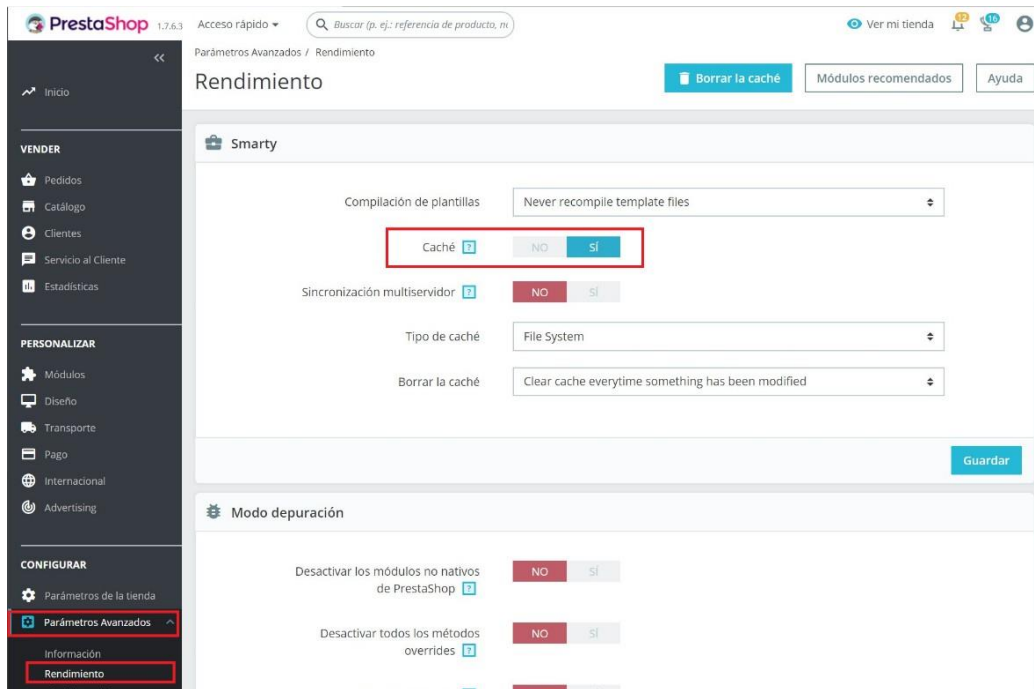 PrestaShop 1.7.6.3 Acceso rápido Buscar (p. ej.: referencia de producto, no Ver mi tienda 12 16
Parámetros Avanzados / Rendimiento
Rendimiento
Borrar la caché Módulos recomendados Ayuda
Inicio
VENDER
Pedidos
Catálogo
Clientes
Servicio al Cliente
Estadísticas
PERSONALIZAR
Módulos
Diseño
Transporte
Pago
Internacional
Advertising
CONFIGURAR
Parámetros de la tienda
Parámetros Avanzados
Información
Rendimiento
Smarty
Compilación de plantillas Never recompile template files
Caché ? NO SÍ
Sincronización multiservidor ? NO SÍ
Tipo de caché File System
Borrar la caché Clear cache everytime something has been modified
Guardar
Modo depuración
Desactivar los módulos no nativos
de PrestaShop ? NO SÍ
Desactivar todos los métodos
overrides ? NO SÍ